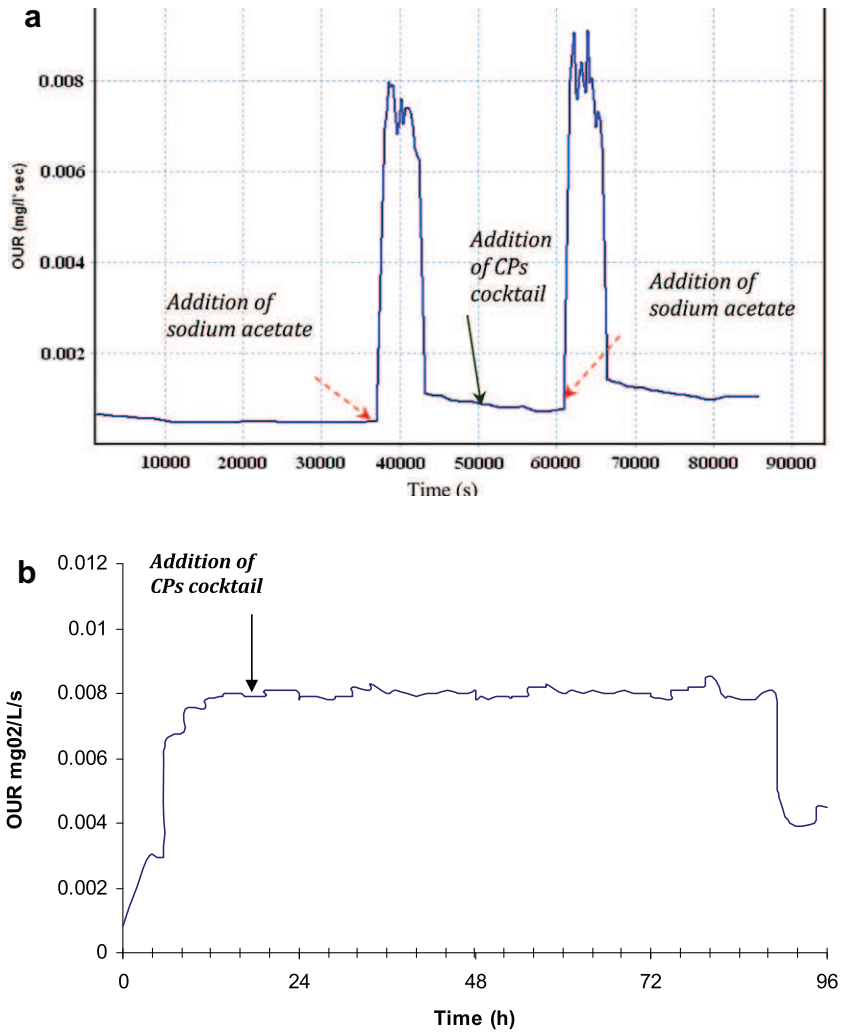 a
OUR (mg/l*sec)
0.008
0.006
0.004
0.002
Addition of
sodium acetate
Addition
of CPs
cocktail
Addition of
sodium acetate
10000 20000 30000 40000 50000 60000 70000 80000 90000
Time (s)
b
Addition of
CPs cocktail
OUR mg02/L/s
0.012
0.01
0.008
0.006
0.004
0.002
0
0 24 48 72 96
Time (h)